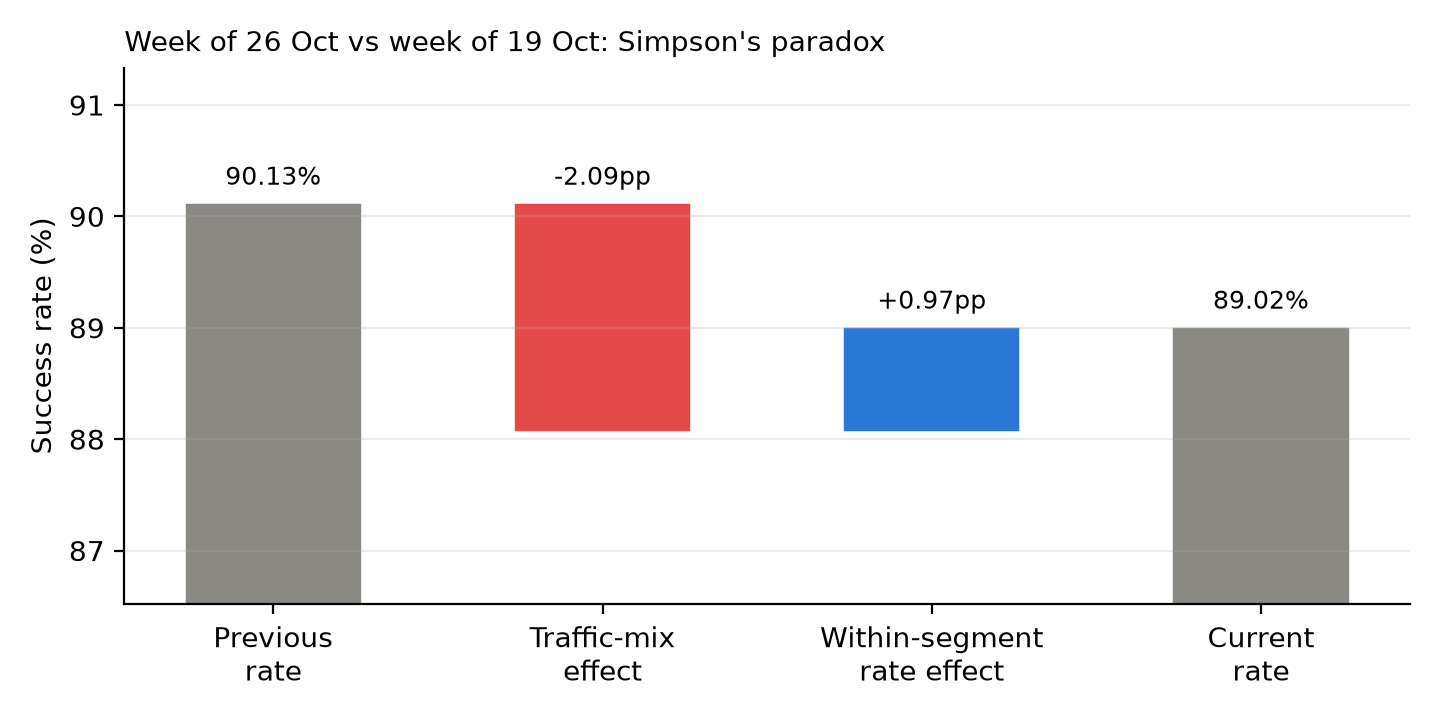 Week of 26 Oct vs week of 19 Oct: Simpson's paradox
Success rate (%)
91
90
89
88
87
90.13%
-2.09pp
+0.97pp
89.02%
Previous
rate
Traffic-mix
effect
Within-segment
rate effect
Current
rate